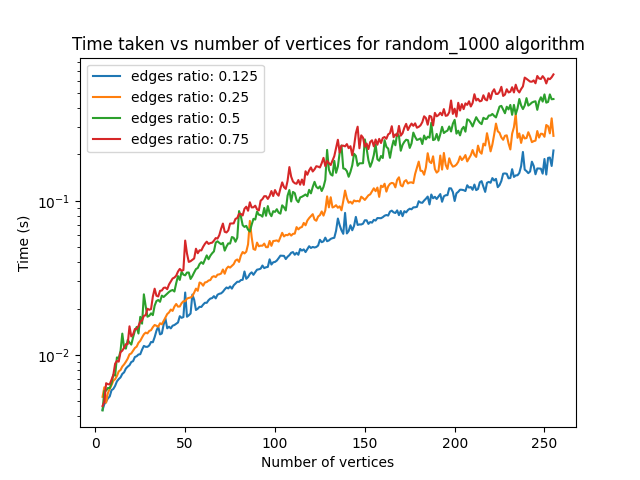 Time taken vs number of vertices for random_1000 algorithm
edges ratio: 0.125
edges ratio: 0.25
edges ratio: 0.5
edges ratio: 0.75
Time (s)
10⁻¹
10⁻²
0 50 100 150 200 250
Number of vertices